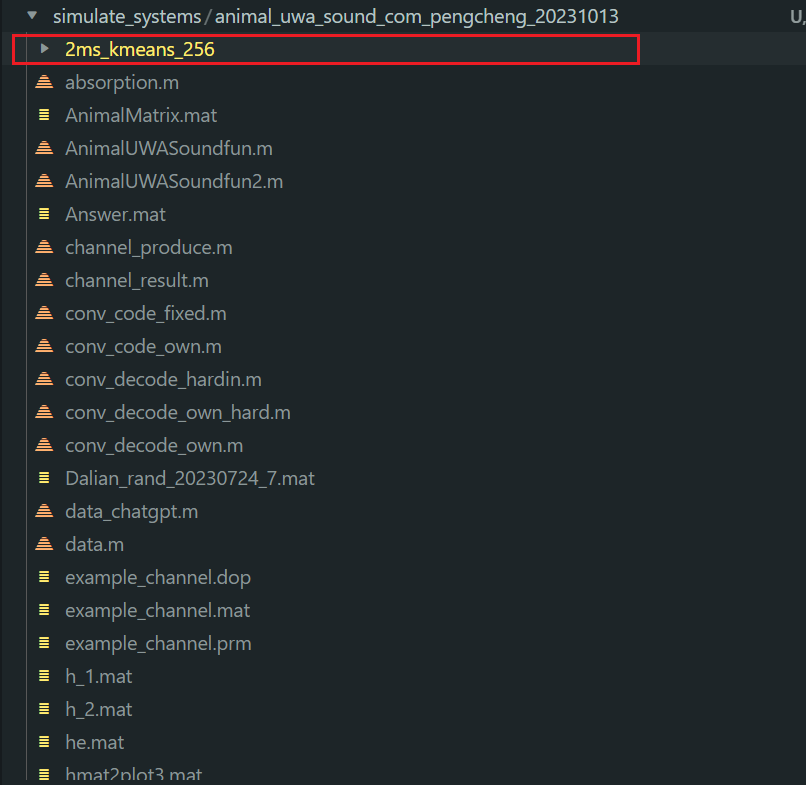 simulate_systems/animal_uwa_sound_com_pengcheng_20231013 U,
2ms_kmeans_256
absorption.m
AnimalMatrix.mat
AnimalUWASoundfun.m
AnimalUWASoundfun2.m
Answer.mat
channel_produce.m
channel_result.m
conv_code_fixed.m
conv_code_own.m
conv_decode_hardin.m
conv_decode_own_hard.m
conv_decode_own.m
Dalian_rand_20230724_7.mat
data_chatgpt.m
data.m
example_channel.dop
example_channel.mat
example_channel.prm
h_1.mat
h_2.mat
he.mat
hmat2plot3.mat